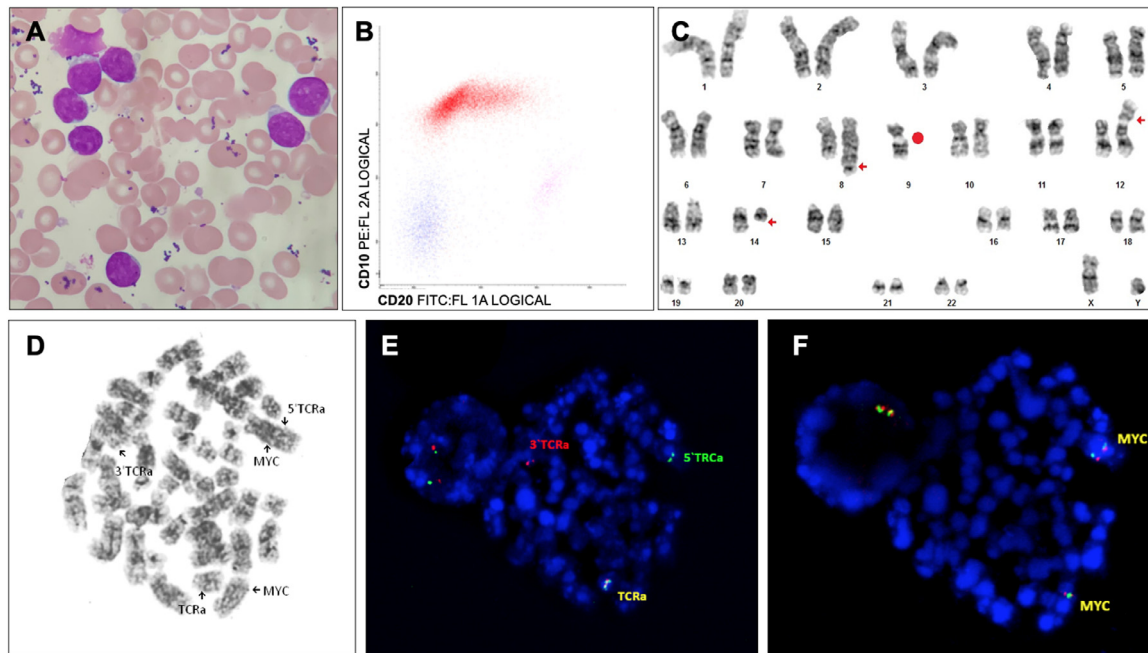 A
B
CD10 PE:FL 2A LOGICAL
CD20 FITC:FL 1A LOGICAL
C
1 2 3 4 5
6 7 8 9 10 11 12
13 14 15 16 17 18
19 20 21 22 X Y
D
5'TCRa
MYC
3'TCRa
MYC
TCRa
E
3'TCRa
5'TRCa
TCRa
F
MYC
MYC